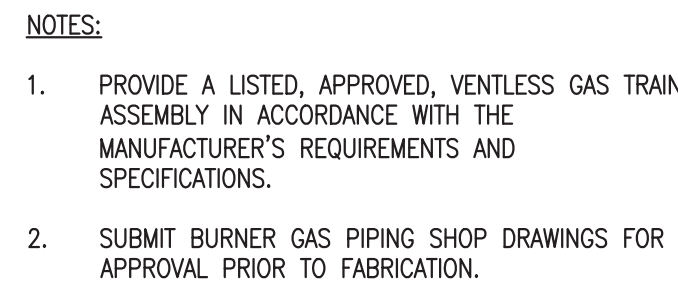 NOTES:
1. PROVIDE A LISTED, APPROVED, VENTLESS GAS TRAIN
ASSEMBLY IN ACCORDANCE WITH THE
MANUFACTURER'S REQUIREMENTS AND
SPECIFICATIONS.
2. SUBMIT BURNER GAS PIPING SHOP DRAWINGS FOR
APPROVAL PRIOR TO FABRICATION.